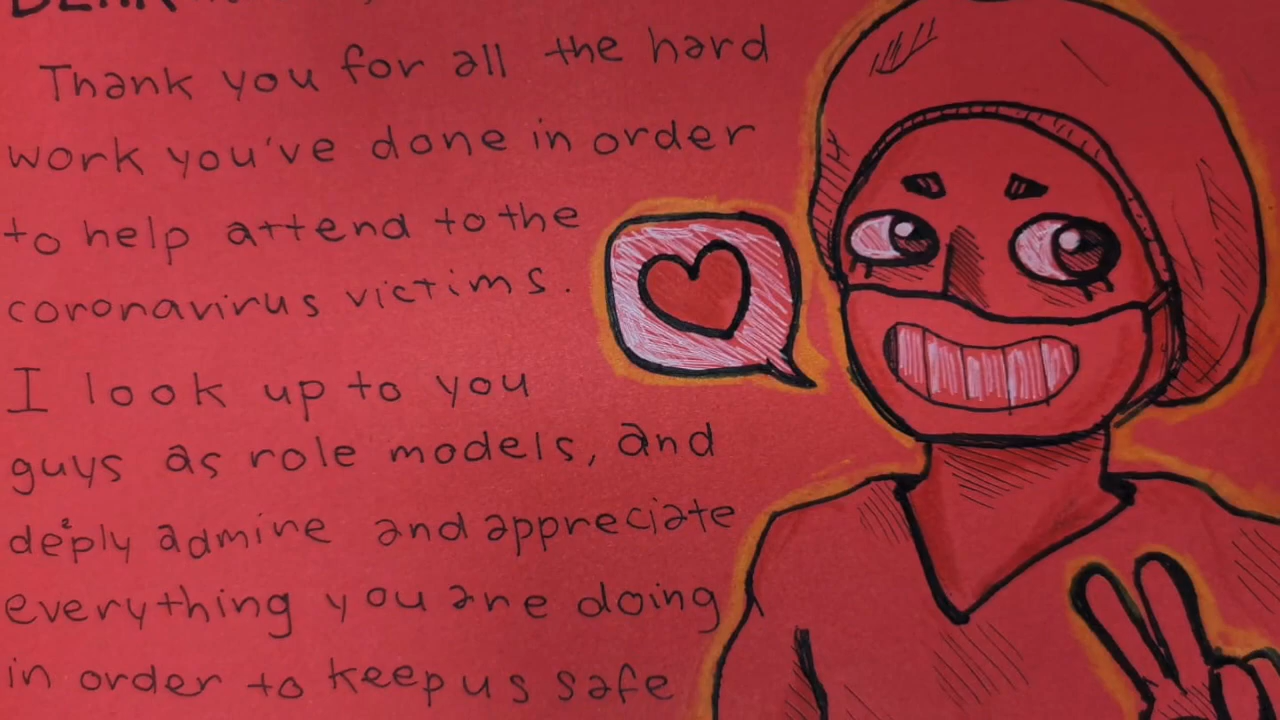 DEAR
Thank you for all the hard
work you've done in order
to help attend to the
coronavirus victims.
I look up to you
guys as role models, and
deeply admire and appreciate
everything you are doing
in order to keep us safe